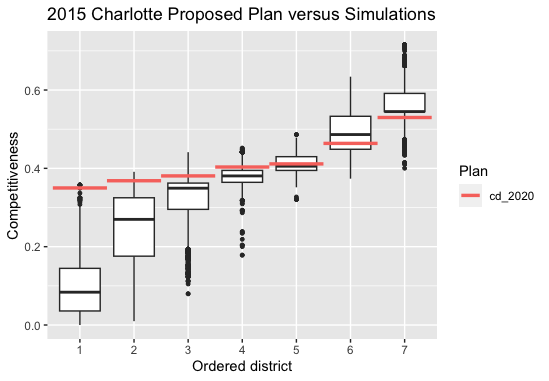 2015 Charlotte Proposed Plan versus Simulations
Competitiveness
0.6
0.4
0.2
0.0
1 2 3 4 5 6 7
Ordered district
Plan
cd_2020